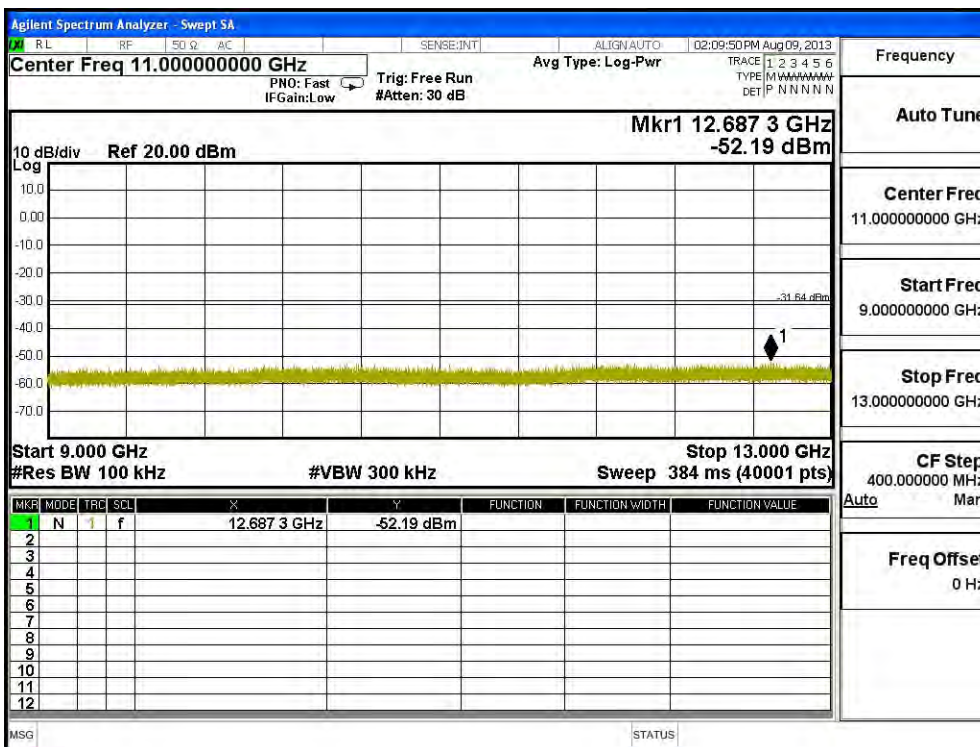 Agilent Spectrum Analyzer - Swept SA
RL RF 50 Ω AC SENSE:INT ALIGN AUTO 02:09:50 PM Aug 09, 2013
Center Freq 11.000000000 GHz
PNO: Fast
IFGain:Low
Trig: Free Run
#Atten: 30 dB
Avg Type: Log-Pwr
TRACE 1 2 3 4 5 6
TYPE M W W W W W
DET P N N N N N
Mkr1 12.687 3 GHz
-52.19 dBm
10 dB/div Ref 20.00 dBm
Log
10.0
0.00
-10.0
-20.0
-30.0
-31.64 dBm
-40.0
1
-50.0
-60.0
-70.0
Start 9.000 GHz Stop 13.000 GHz
#Res BW 100 kHz #VBW 300 kHz Sweep 384 ms (40001 pts)
MKR MODE TRC SCL X Y FUNCTION FUNCTION WIDTH FUNCTION VALUE
1 N 1 f 12.687 3 GHz -52.19 dBm
2
3
4
5
6
7
8
9
10
11
12
MSG STATUS
Frequency
Auto Tune
Center Freq
11.000000000 GHz
Start Freq
9.000000000 GHz
Stop Freq
13.000000000 GHz
CF Step
400.000000 MHz
Auto Man
Freq Offset
0 Hz